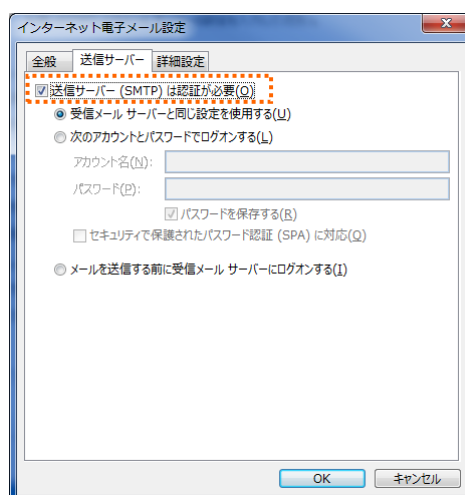 インターネット電子メール設定
全般 送信サーバー 詳細設定
送信サーバー (SMTP) は認証が必要(O)
受信メール サーバーと同じ設定を使用する(U)
次のアカウントとパスワードでログオンする(L)
アカウント名(N):
パスワード(P):
パスワードを保存する(R)
セキュリティで保護されたパスワード認証 (SPA) に対応(Q)
メールを送信する前に受信メール サーバーにログオンする(I)
OK キャンセル